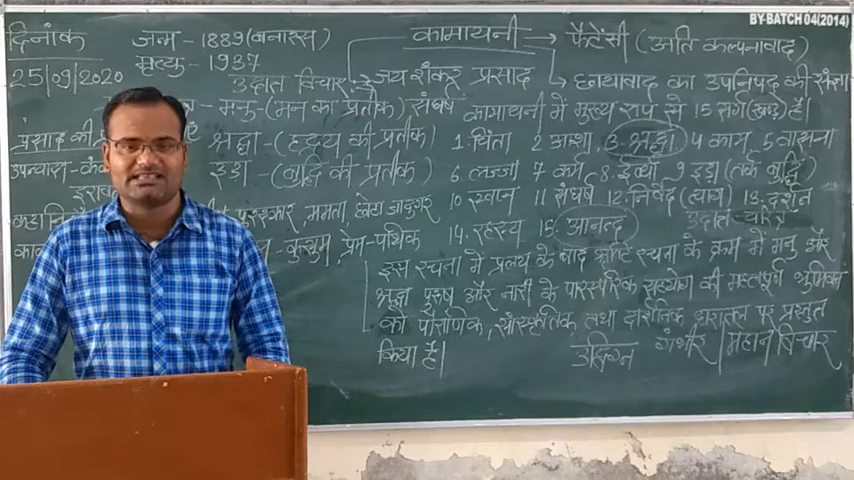 BY-BATCH 04(2014)
दिनांक
25/09/2020
जन्म - 1889 (बनारस)
मृत्यु - 1937
कामायनी → फैंटेसी (अति कल्पनावाद)
उदात विचार
जयशंकर प्रसाद
छायावाद का उपनिषद की संज्ञा
मनु - (मन का प्रतीक) संघर्ष
कामायनी में मुख्य रूप से 15 सर्ग (खण्ड) है।
प्रसाद की
श्रद्धा - (हृदय की प्रतीक)
1. चिंता 2 आशा, 3. श्रद्धा 4 काम, 5 वासना
उपन्यास -
इडा - (बुद्धि की प्रतीक)
6 लज्जा 7 कर्म 8. ईर्ष्या 9 इड़ा (तर्क बुद्धि)
इराव
10 स्वप्न 11 संघर्ष 12. निर्वेद (त्याग) 13. दर्शन
पुरस्कार, ममता, छोटा जादूगर
उदात चरित्र
14. रहस्य 15. आनन्द
कुसुम, प्रेम-पथिक
इस रचना में प्रलय के बाद सृष्टि रचना के क्रम में मनु और
श्रद्धा पुरुष और नारी के पारस्परिक सहयोग की महत्वपूर्ण भूमिका
को पौराणिक, सांस्कृतिक, तथा दार्शनिक धरातल पर प्रस्तुत
किया है।
उद्विग्न गंभीर / महान विचार